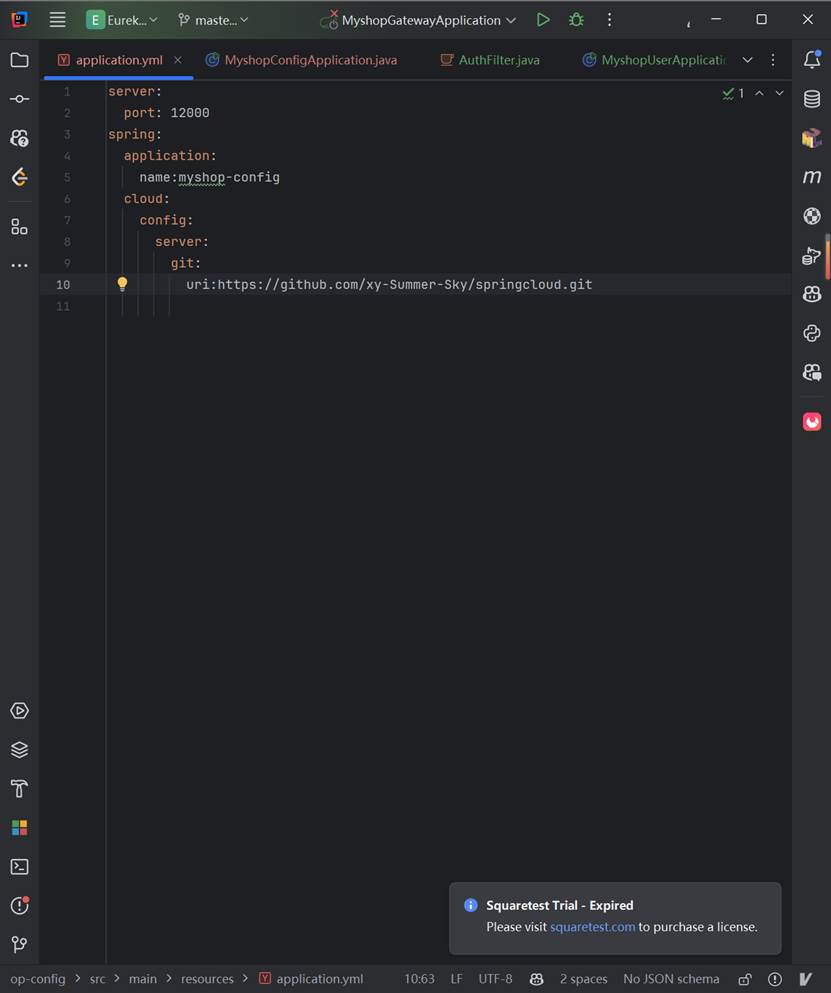 E Eurek... maste... MyshopGatewayApplication
application.yml MyshopConfigApplication.java AuthFilter.java MyshopUserApplicati
1 server:
2 port: 12000
3 spring:
4 application:
5 name:myshop-config
6 cloud:
7 config:
8 server:
9 git:
10 uri:https://github.com/xy-Summer-Sky/springcloud.git
11
1
Squaretest Trial - Expired
Please visit squaretest.com to purchase a license.
op-config > src > main > resources > application.yml 10:63 LF UTF-8 2 spaces No JSON schema